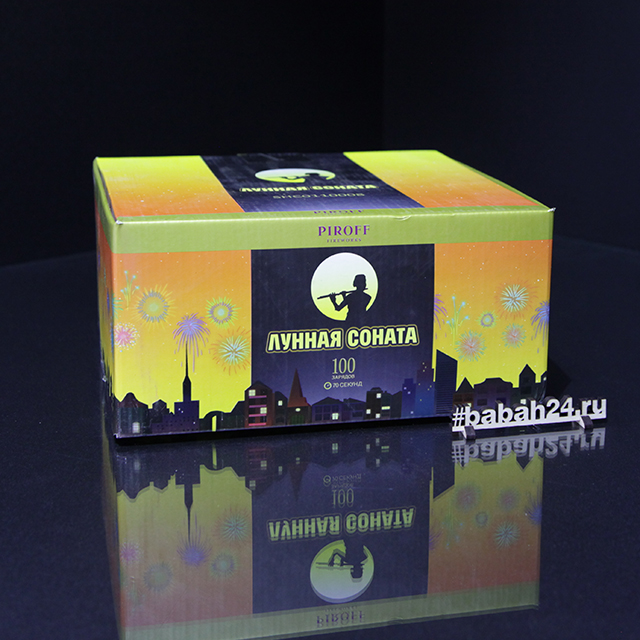 ЛУННАЯ СОНАТА
PIROFF
FIREWORKS
ЛУННАЯ СОНАТА
100
ЗАРЯДОВ
70 СЕКУНД
#babah24.ru